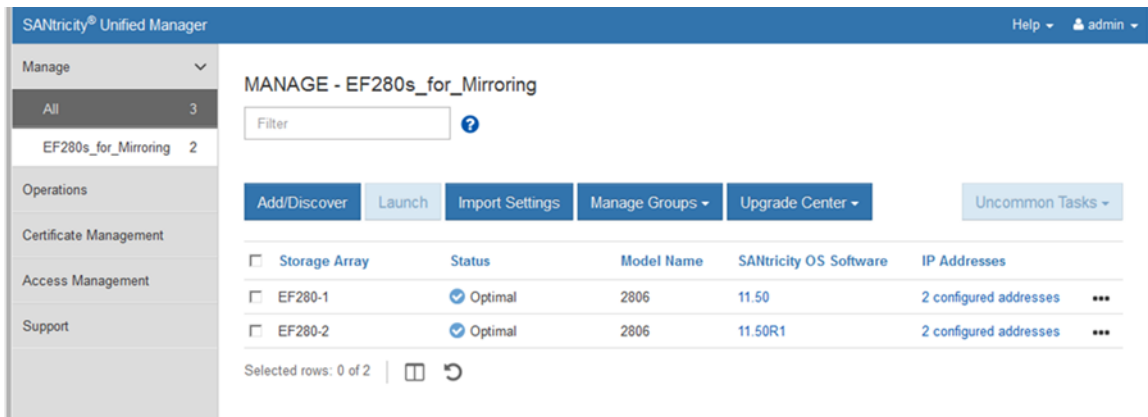 SANtricity® Unified Manager
Help
admin
Manage
All 3
EF280s_for_Mirroring 2
Operations
Certificate Management
Access Management
Support
MANAGE - EF280s_for_Mirroring
Filter
?
Add/Discover Launch Import Settings Manage Groups Upgrade Center Uncommon Tasks
Storage Array Status Model Name SANtricity OS Software IP Addresses
EF280-1 Optimal 2806 11.50 2 configured addresses •••
EF280-2 Optimal 2806 11.50R1 2 configured addresses •••
Selected rows: 0 of 2